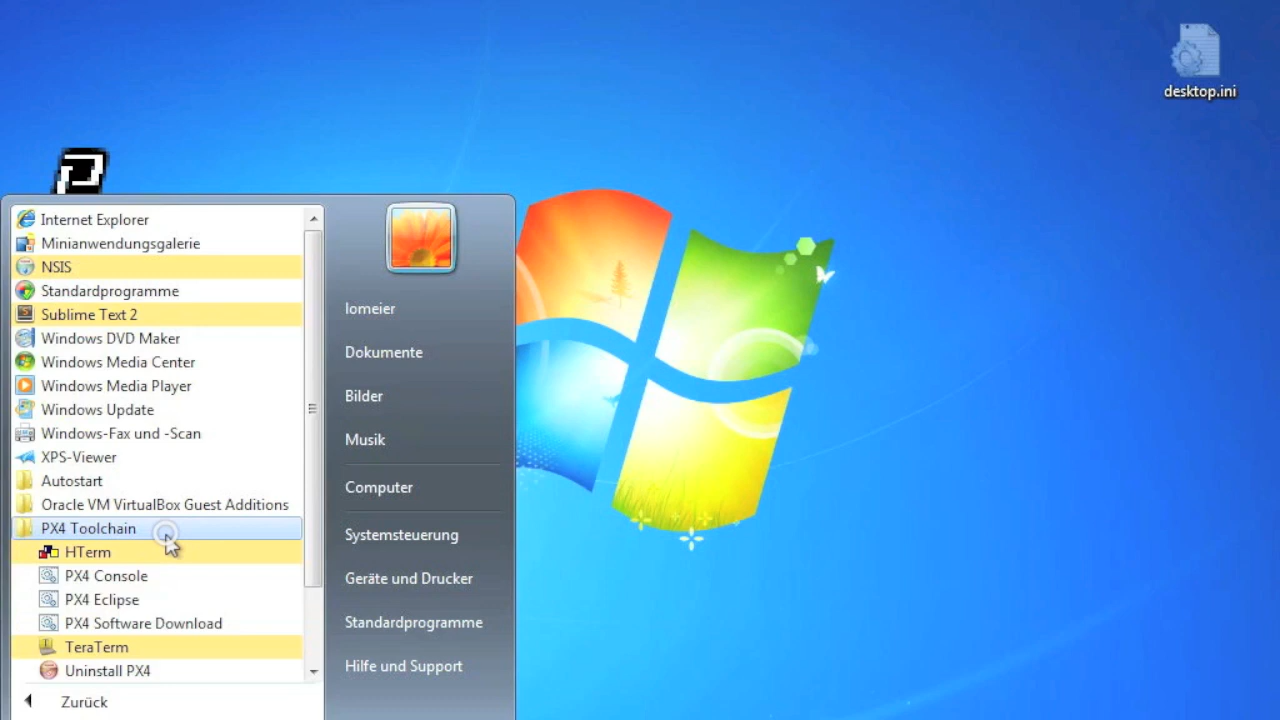 desktop.ini
Internet Explorer
Minianwendungsgalerie
NSIS
Standardprogramme
Sublime Text 2
Windows DVD Maker
Windows Media Center
Windows Media Player
Windows Update
Windows-Fax und -Scan
XPS-Viewer
Autostart
Oracle VM VirtualBox Guest Additions
PX4 Toolchain
HTerm
PX4 Console
PX4 Eclipse
PX4 Software Download
TeraTerm
Uninstall PX4
Zurück
lomeier
Dokumente
Bilder
Musik
Computer
Systemsteuerung
Geräte und Drucker
Standardprogramme
Hilfe und Support